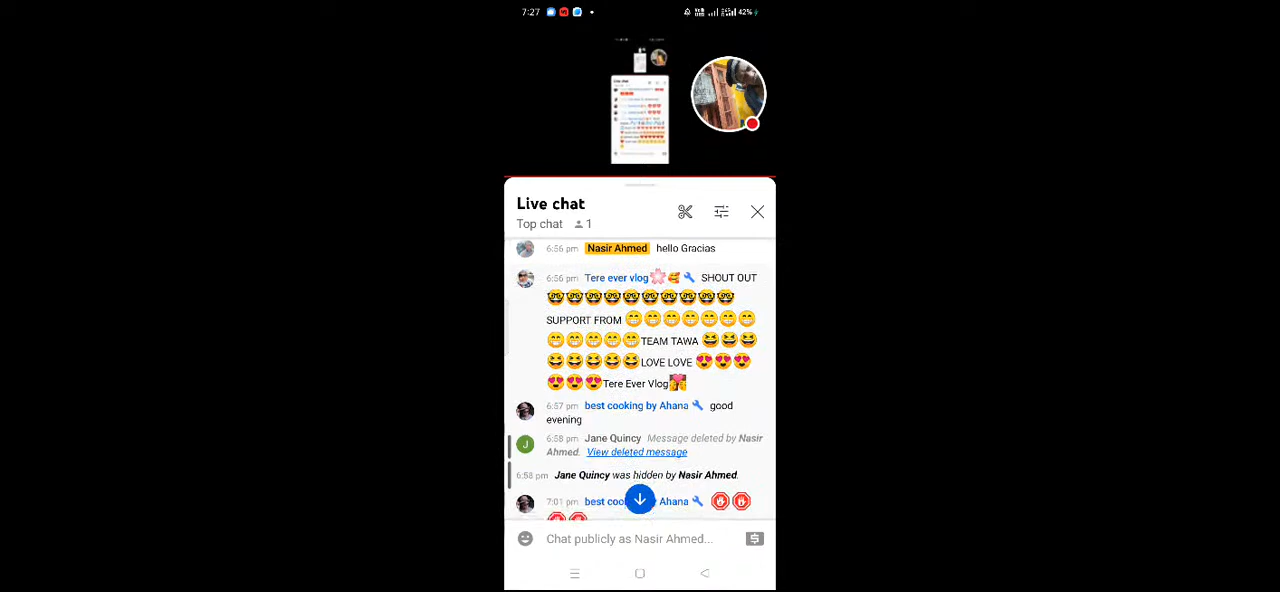 7:27 42%
Live chat
Top chat 1
6:56 pm Nasir Ahmed hello Gracias
6:56 pm Tere ever vlog🌸🥰 SHOUT OUT
🤓🤓🤓🤓🤓🤓🤓🤓🤓🤓
SUPPORT FROM 😁😁😁😁😁😁😁
😁😁😁😁😁TEAM TAWA 😆😆😆
😆😆😆😆😆LOVE LOVE 😍😍😍
😍😍😍Tere Ever Vlog
6:57 pm best cooking by Ahana good
evening
J
6:58 pm Jane Quincy Message deleted by Nasir
Ahmed. View deleted message
6:58 pm Jane Quincy was hidden by Nasir Ahmed.
7:01 pm best Ahana
Chat publicly as Nasir Ahmed...